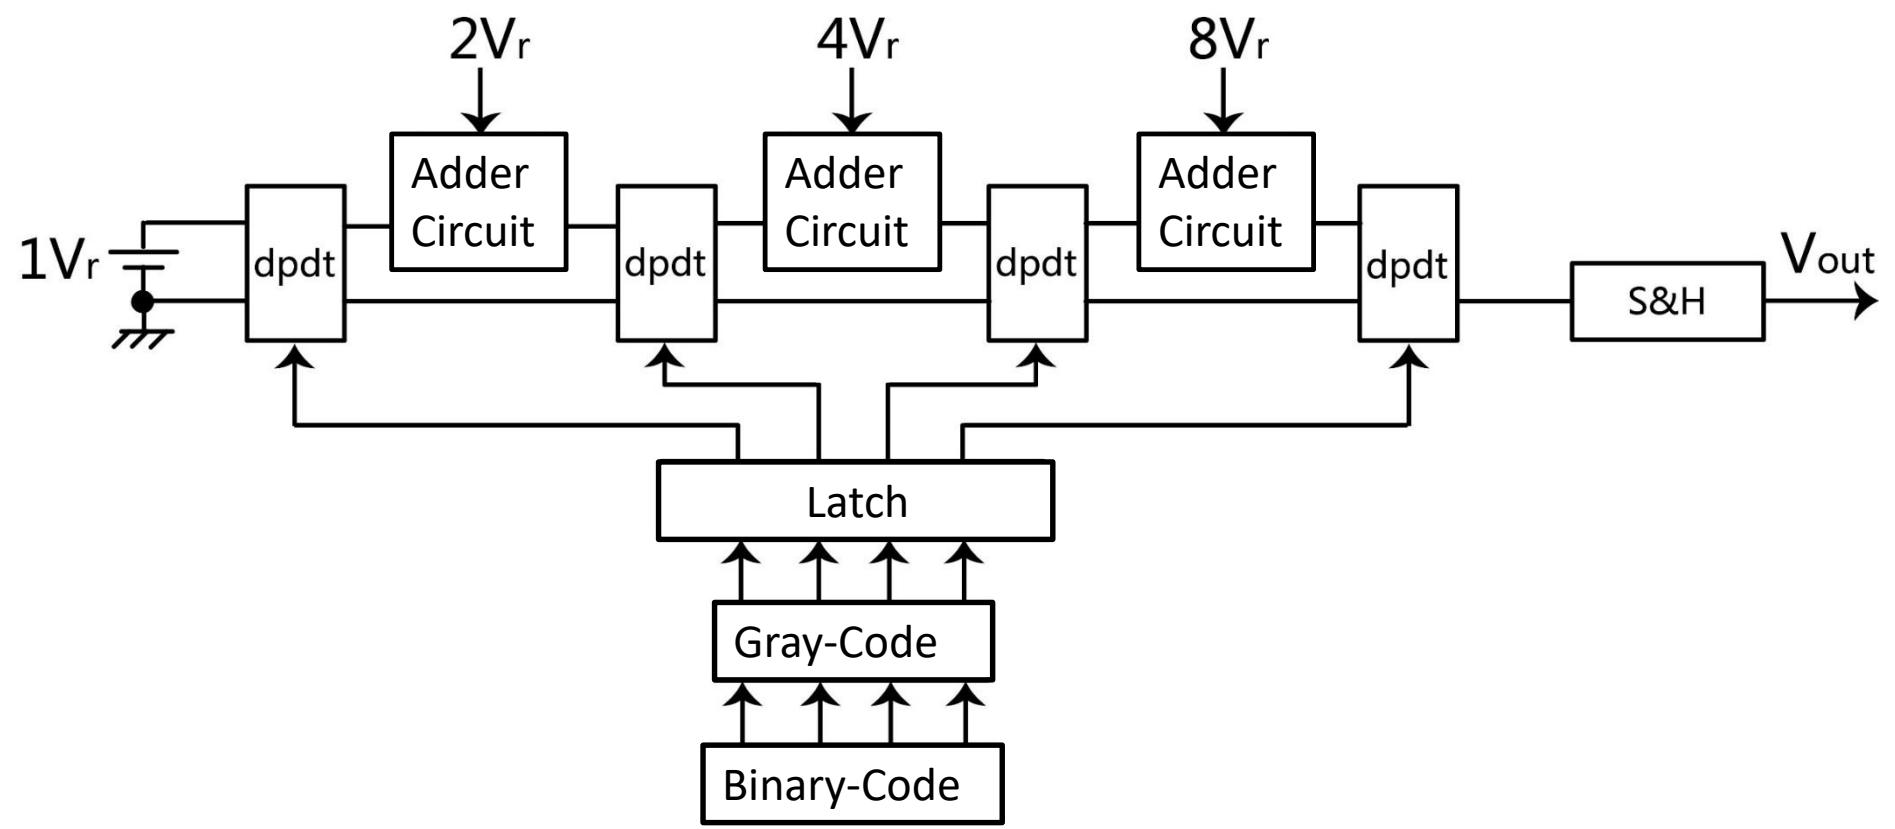 2Vr
4Vr
8Vr
Adder
Circuit
Adder
Circuit
Adder
Circuit
1Vr
dpdt
dpdt
dpdt
dpdt
S&H
Vout
Latch
Gray-Code
Binary-Code